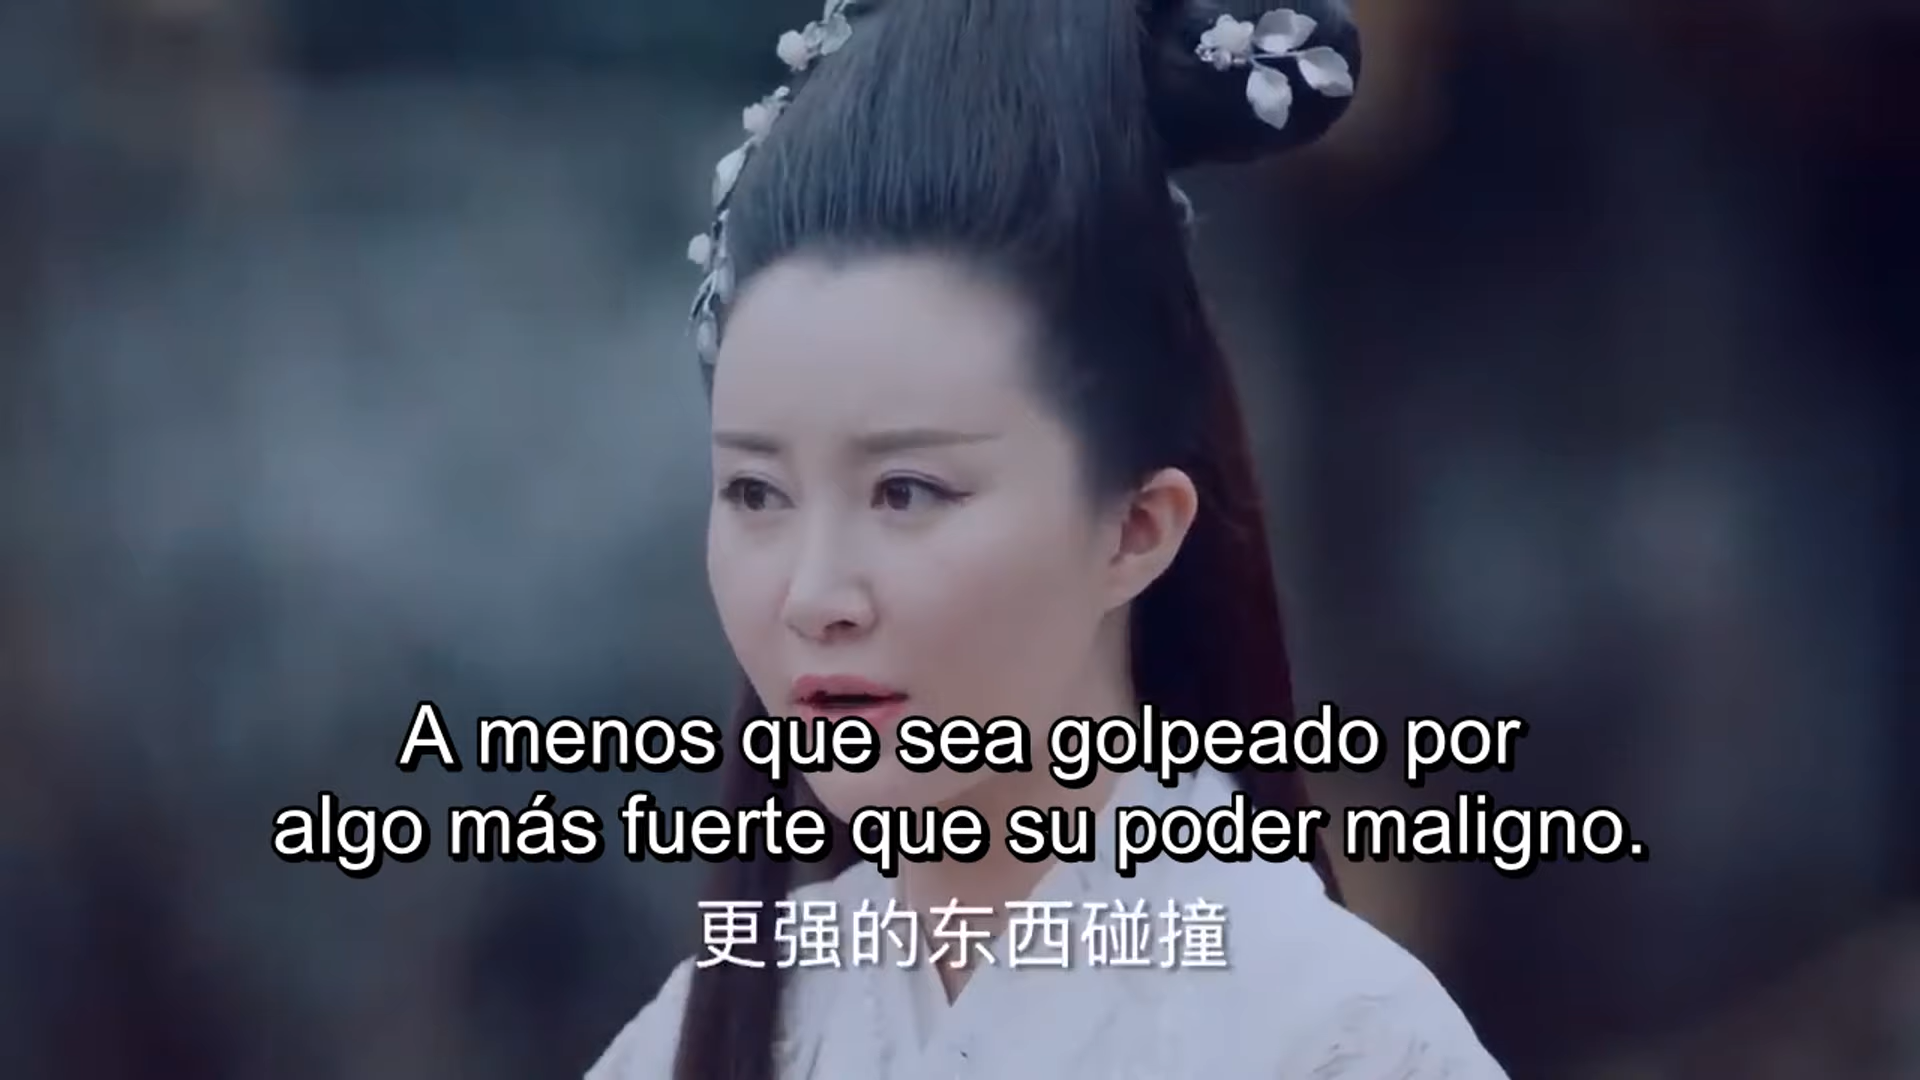 A menos que sea golpeado por
algo más fuerte que su poder maligno.
更强的东西碰撞